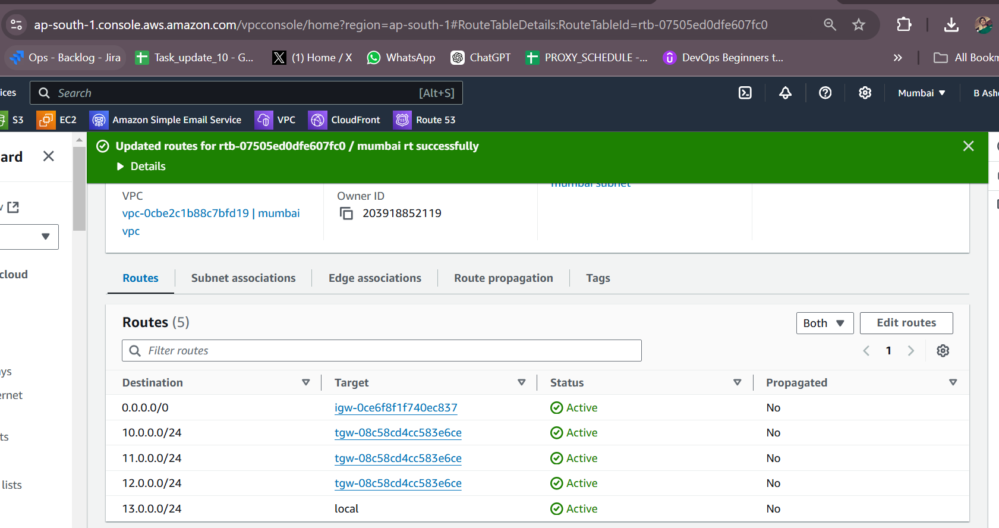 ap-south-1.console.aws.amazon.com/vpcconsole/home?region=ap-south-1#RouteTableDetails:RouteTableId=rtb-07505ed0dfe607fc0
Ops - Backlog - Jira Task_update_10 - G... (1) Home / X WhatsApp ChatGPT PROXY_SCHEDULE -... DevOps Beginners t... » All Bookm
ices Search [Alt+S] Mumbai B Ash
S3 EC2 Amazon Simple Email Service VPC CloudFront Route 53
Updated routes for rtb-07505ed0dfe607fc0 / mumbai rt successfully
ard
Details
mumbai subnet
VPC Owner ID
vpc-0cbe2c1b88c7bfd19 | mumbai vpc
203918852119
cloud
Routes Subnet associations Edge associations Route propagation Tags
Routes (5) Both Edit routes
Filter routes 1
ys
ernet
ts
lists
Destination Target Status Propagated
0.0.0.0/0 igw-0ce6f8f1f740ec837 Active No
10.0.0.0/24 tgw-08c58cd4cc583e6ce Active No
11.0.0.0/24 tgw-08c58cd4cc583e6ce Active No
12.0.0.0/24 tgw-08c58cd4cc583e6ce Active No
13.0.0.0/24 local Active No